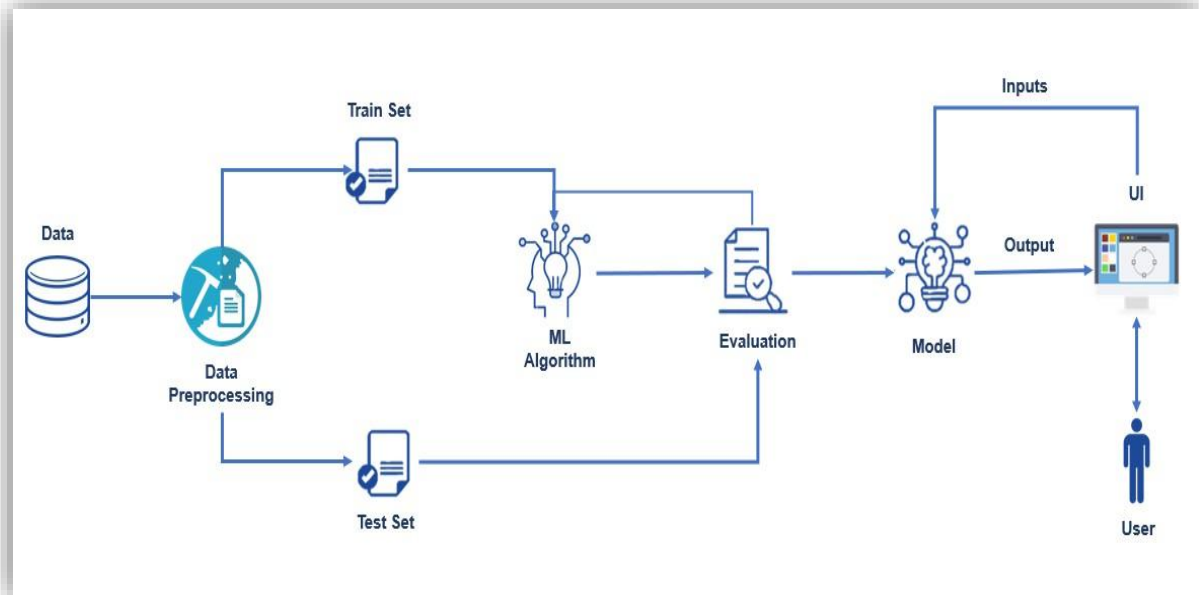 Data
Data
Preprocessing
Train Set
Test Set
ML
Algorithm
Evaluation
Model
Inputs
Output
UI
User